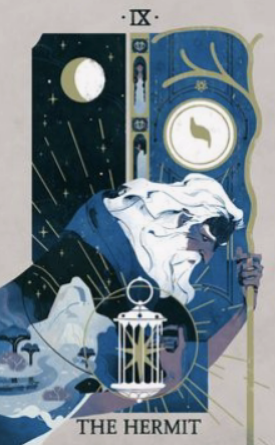 · IX ·
י
THE HERMIT